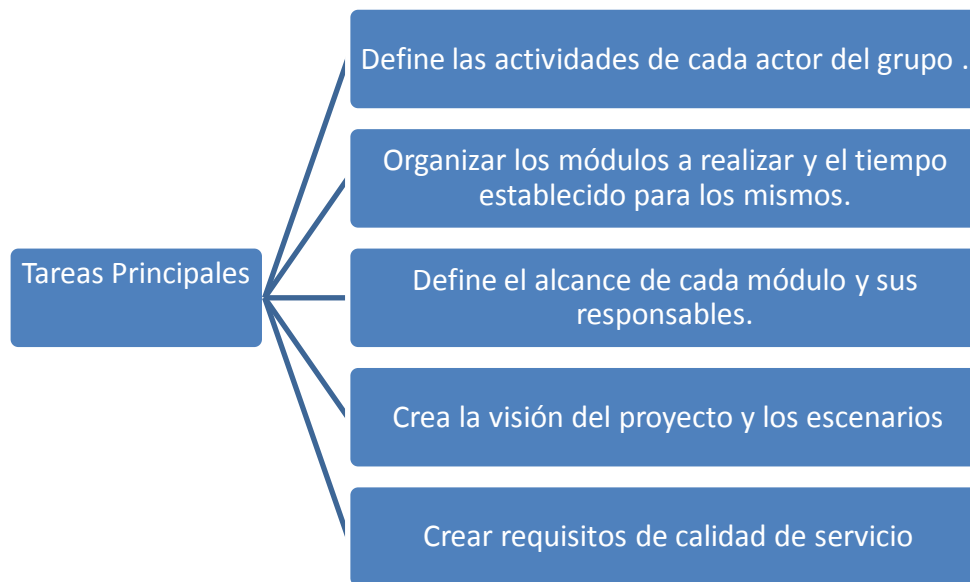 Define las actividades de cada actor del grupo .
Organizar los módulos a realizar y el tiempo
establecido para los mismos.
Tareas Principales
Define el alcance de cada módulo y sus
responsables.
Crea la visión del proyecto y los escenarios
Crear requisitos de calidad de servicio